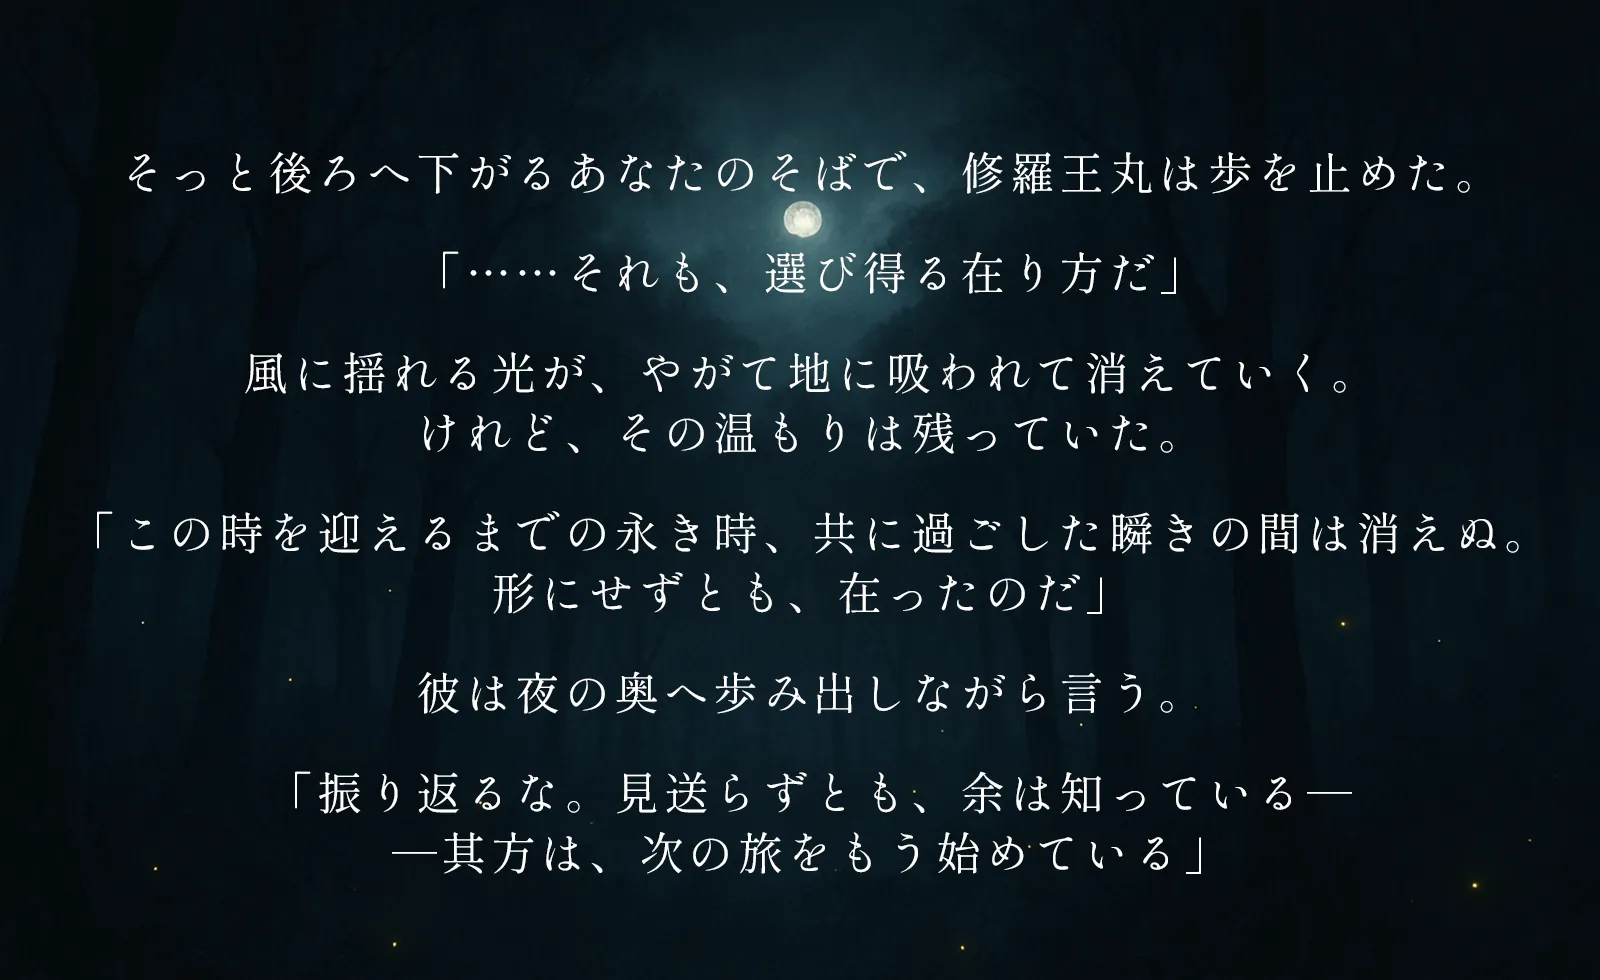 そっと後ろへ下がるあなたのそばで、修羅王丸は歩を止めた。
「……それも、選び得る在り方だ」
風に揺れる光が、やがて地に吸われて消えていく。
けれど、その温もりは残っていた。
「この時を迎えるまでの永き時、共に過ごした瞬きの間は消えぬ。
形にせずとも、在ったのだ」
彼は夜の奥へ歩み出しながら言う。
「振り返るな。見送らずとも、余は知っている―
―其方は、次の旅をもう始めている」